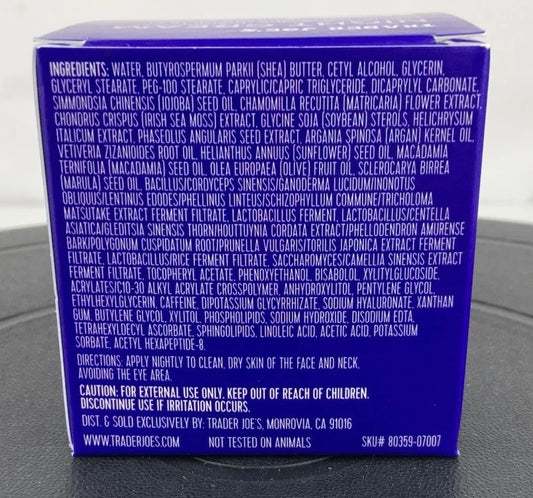 TRADER JOE'S
INGREDIENTS: WATER, BUTYROSPERMUM PARKII (SHEA) BUTTER, CETYL ALCOHOL, GLYCERIN,
GLYCERYL STEARATE, PEG-100 STEARATE, CAPRYLIC/CAPRIC TRIGLYCERIDE, DICAPRYLYL CARBONATE,
SIMMONDSIA CHINENSIS (JOJOBA) SEED OIL, CHAMOMILLA RECUTITA (MATRICARIA) FLOWER EXTRACT,
CHONDRUS CRISPUS (IRISH SEA MOSS) EXTRACT, GLYCINE SOJA (SOYBEAN) STEROLS, HELICHRYSUM
ITALICUM EXTRACT, PHASEOLUS ANGULARIS SEED EXTRACT, ARGANIA SPINOSA (ARGAN) KERNEL OIL,
VETIVERIA ZIZANIOIDES ROOT OIL, HELIANTHUS ANNUUS (SUNFLOWER) SEED OIL, MACADAMIA
TERNIFOLIA (MACADAMIA) SEED OIL, OLEA EUROPAEA (OLIVE) FRUIT OIL, SCLEROCARYA BIRREA
(MARULA) SEED OIL, BACILLUS/CORDYCEPS SINENSIS/GANODERMA LUCIDUM/INONOTUS
OBLIQUUS/LENTINUS EDODES/PHELLINUS LINTEUS/SCHIZOPHYLLUM COMMUNE/TRICHOLOMA
MATSUTAKE EXTRACT FERMENT FILTRATE, LACTOBACILLUS FERMENT, LACTOBACILLUS/CENTELLA
ASIATICA/GLEDITSIA SINENSIS THORN/HOUTTUYNIA CORDATA EXTRACT/PHELLODENDRON AMURENSE
BARK/POLYGONUM CUSPIDATUM ROOT/PRUNELLA VULGARIS/TORILIS JAPONICA EXTRACT FERMENT
FILTRATE, LACTOBACILLUS/RICE FERMENT FILTRATE, SACCHAROMYCES/CAMELLIA SINENSIS EXTRACT
FERMENT FILTRATE, TOCOPHERYL ACETATE, PHENOXYETHANOL, BISABOLOL, XYLITYLGLUCOSIDE,
ACRYLATES/C10-30 ALKYL ACRYLATE CROSSPOLYMER, ANHYDROXYLITOL, PENTYLENE GLYCOL,
ETHYLHEXYLGLYCERIN, CAFFEINE, DIPOTASSIUM GLYCYRRHIZATE, SODIUM HYALURONATE, XANTHAN
GUM, BUTYLENE GLYCOL, XYLITOL, PHOSPHOLIPIDS, SODIUM HYDROXIDE, DISODIUM EDTA,
TETRAHEXYLDECYL ASCORBATE, SPHINGOLIPIDS, LINOLEIC ACID, ACETIC ACID, POTASSIUM
SORBATE, ACETYL HEXAPEPTIDE-8.
DIRECTIONS: APPLY NIGHTLY TO CLEAN, DRY SKIN OF THE FACE AND NECK,
AVOIDING THE EYE AREA.
CAUTION: FOR EXTERNAL USE ONLY. KEEP OUT OF REACH OF CHILDREN.
DISCONTINUE USE IF IRRITATION OCCURS.
DIST. & SOLD EXCLUSIVELY BY: TRADER JOE'S, MONROVIA, CA 91016
WWW.TRADERJOES.COM NOT TESTED ON ANIMALS SKU# 80359-07007